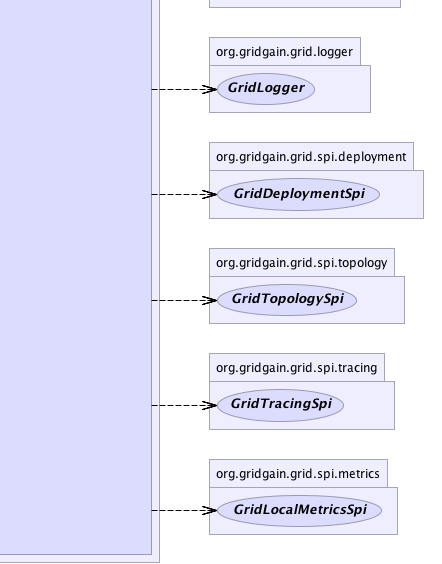 org.gridgain.grid.logger
GridLogger
org.gridgain.grid.spi.deployment
GridDeploymentSpi
org.gridgain.grid.spi.topology
GridTopologySpi
org.gridgain.grid.spi.tracing
GridTracingSpi
org.gridgain.grid.spi.metrics
GridLocalMetricsSpi